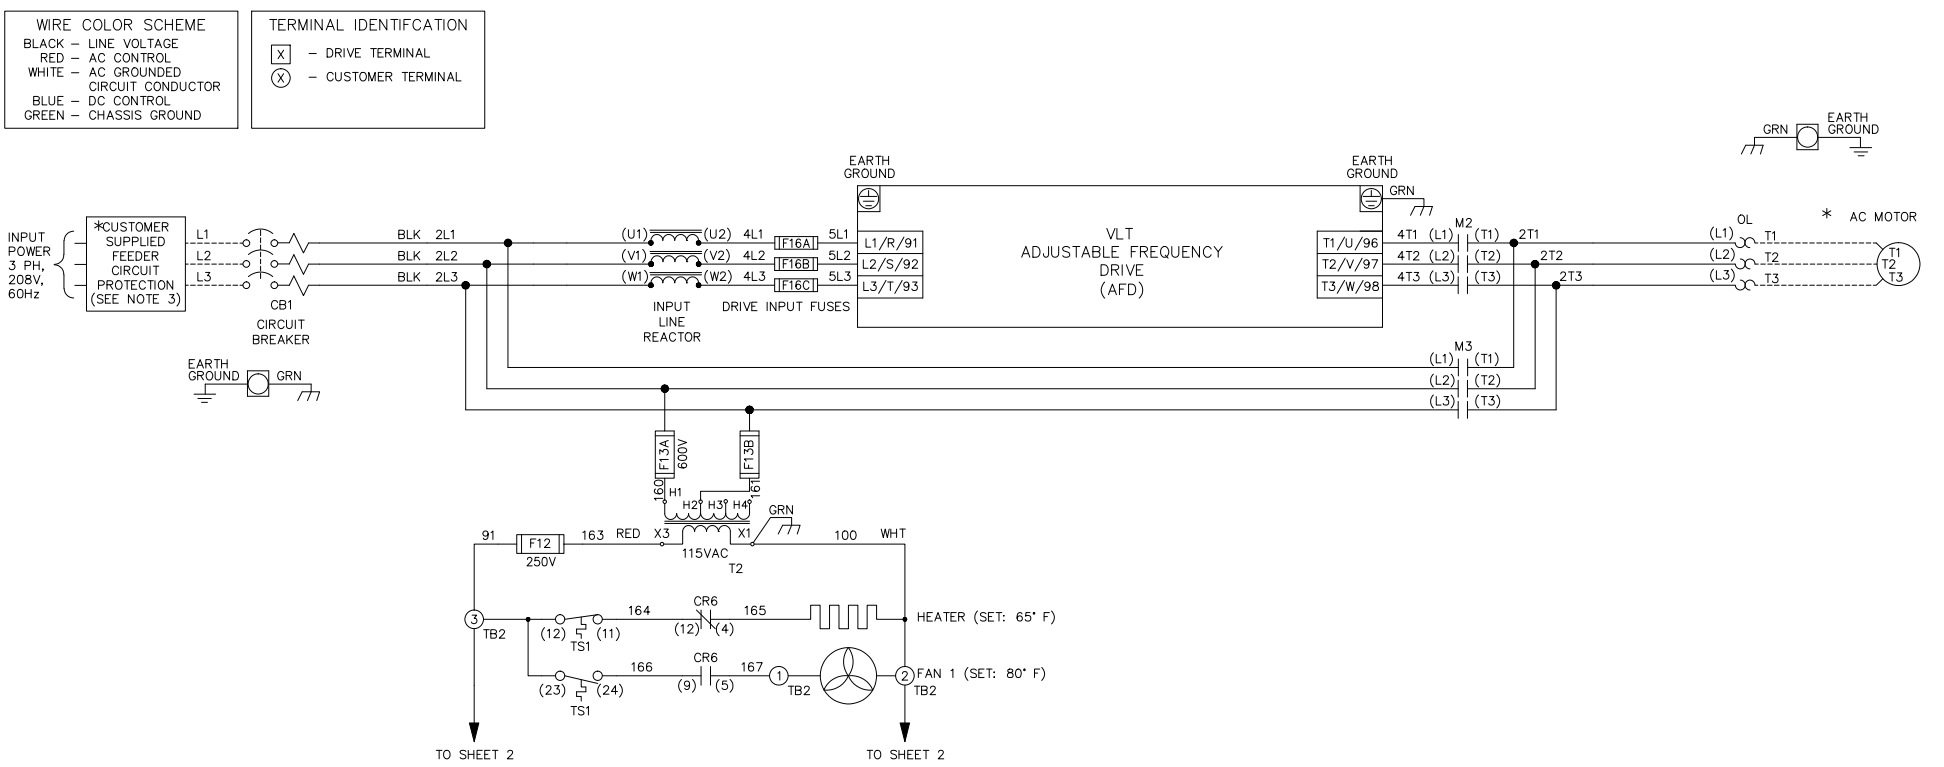 WIRE COLOR SCHEME
BLACK – LINE VOLTAGE
RED – AC CONTROL
WHITE – AC GROUNDED
CIRCUIT CONDUCTOR
BLUE – DC CONTROL
GREEN – CHASSIS GROUND
TERMINAL IDENTIFCATION
X – DRIVE TERMINAL
X – CUSTOMER TERMINAL
GRN
EARTH
GROUND
INPUT
POWER
3 PH,
208V,
60Hz
*CUSTOMER
SUPPLIED
FEEDER
CIRCUIT
PROTECTION
(SEE NOTE 3)
L1
L2
L3
CB1
CIRCUIT
BREAKER
BLK 2L1
BLK 2L2
BLK 2L3
(U1) (U2) 4L1 F16A 5L1
(V1) (V2) 4L2 F16B 5L2
(W1) (W2) 4L3 F16C 5L3
INPUT
LINE
REACTOR
DRIVE INPUT FUSES
EARTH
GROUND
L1/R/91
L2/S/92
L3/T/93
VLT
ADJUSTABLE FREQUENCY
DRIVE
(AFD)
EARTH
GROUND
GRN
T1/U/96
T2/V/97
T3/W/98
M2
4T1 (L1) (T1) 2T1
4T2 (L2) (T2) 2T2
4T3 (L3) (T3) 2T3
OL
(L1) T1
(L2) T2
(L3) T3
* AC MOTOR
T1
T2
T3
M3
(L1) (T1)
(L2) (T2)
(L3) (T3)
EARTH
GROUND
GRN
F13A
600V
F13B
160
161
H1
H2 H3 H4
GRN
91
F12
250V
163 RED X3
X1
100 WHT
115VAC
T2
3
TB2
(12) (11)
TS1
164
CR6
(12) (4)
165
HEATER (SET: 65° F)
(23) (24)
TS1
166
CR6
(9) (5)
167
1
TB2
2
TB2
FAN 1 (SET: 80° F)
TO SHEET 2
TO SHEET 2